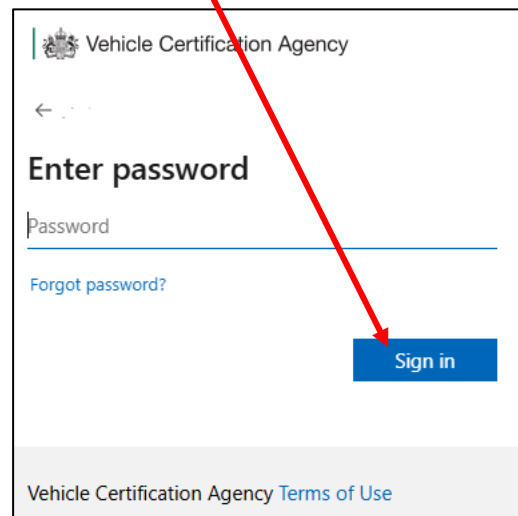 Vehicle Certification Agency
Enter password
Password
Forgot password?
Sign in
Vehicle Certification Agency Terms of Use